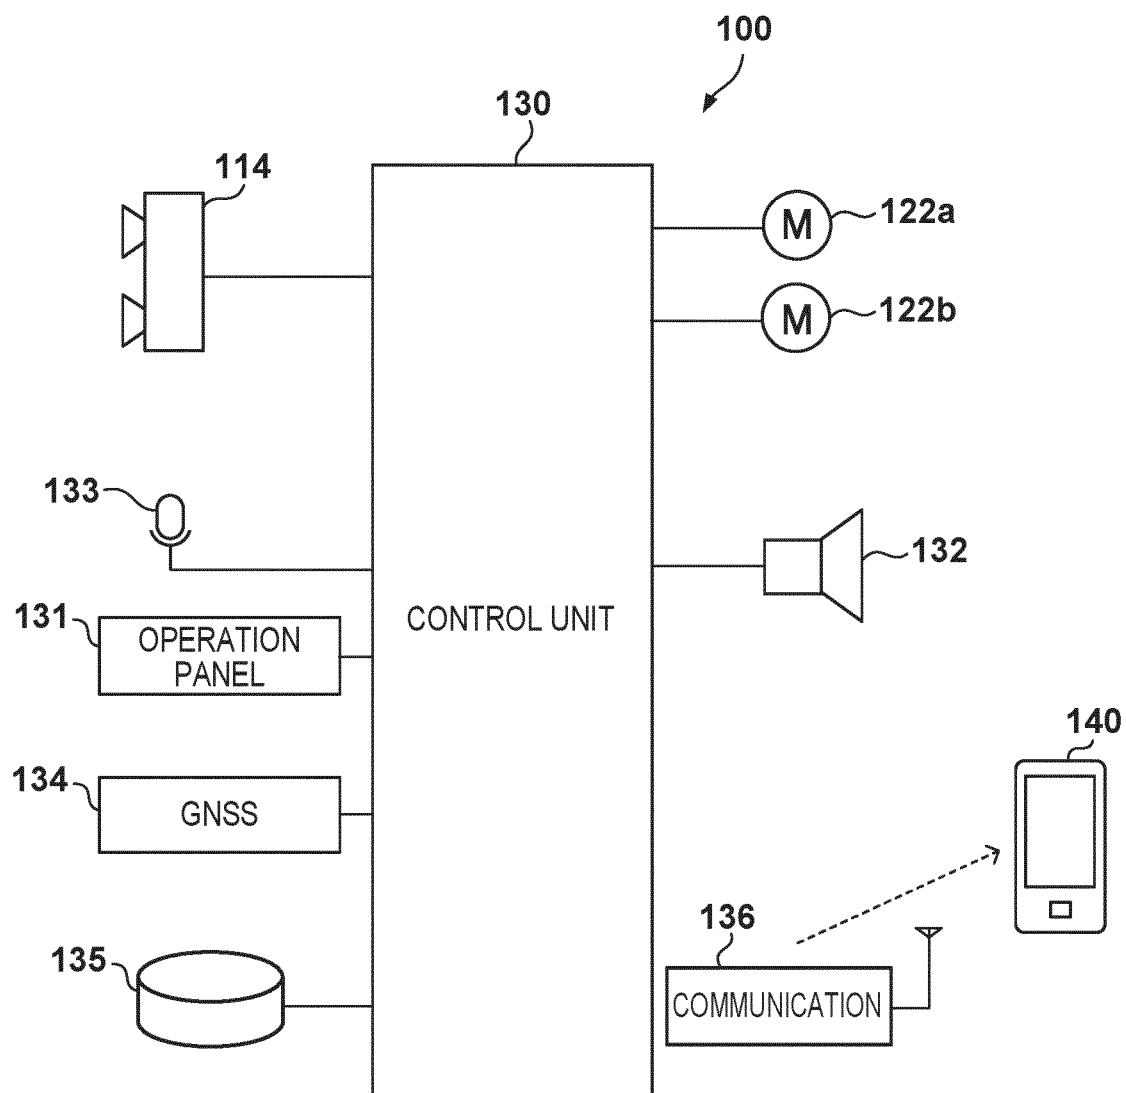 100
130
114
M
122a
M
122b
133
132
131
OPERATION
PANEL
CONTROL UNIT
140
134
GNSS
136
135
COMMUNICATION